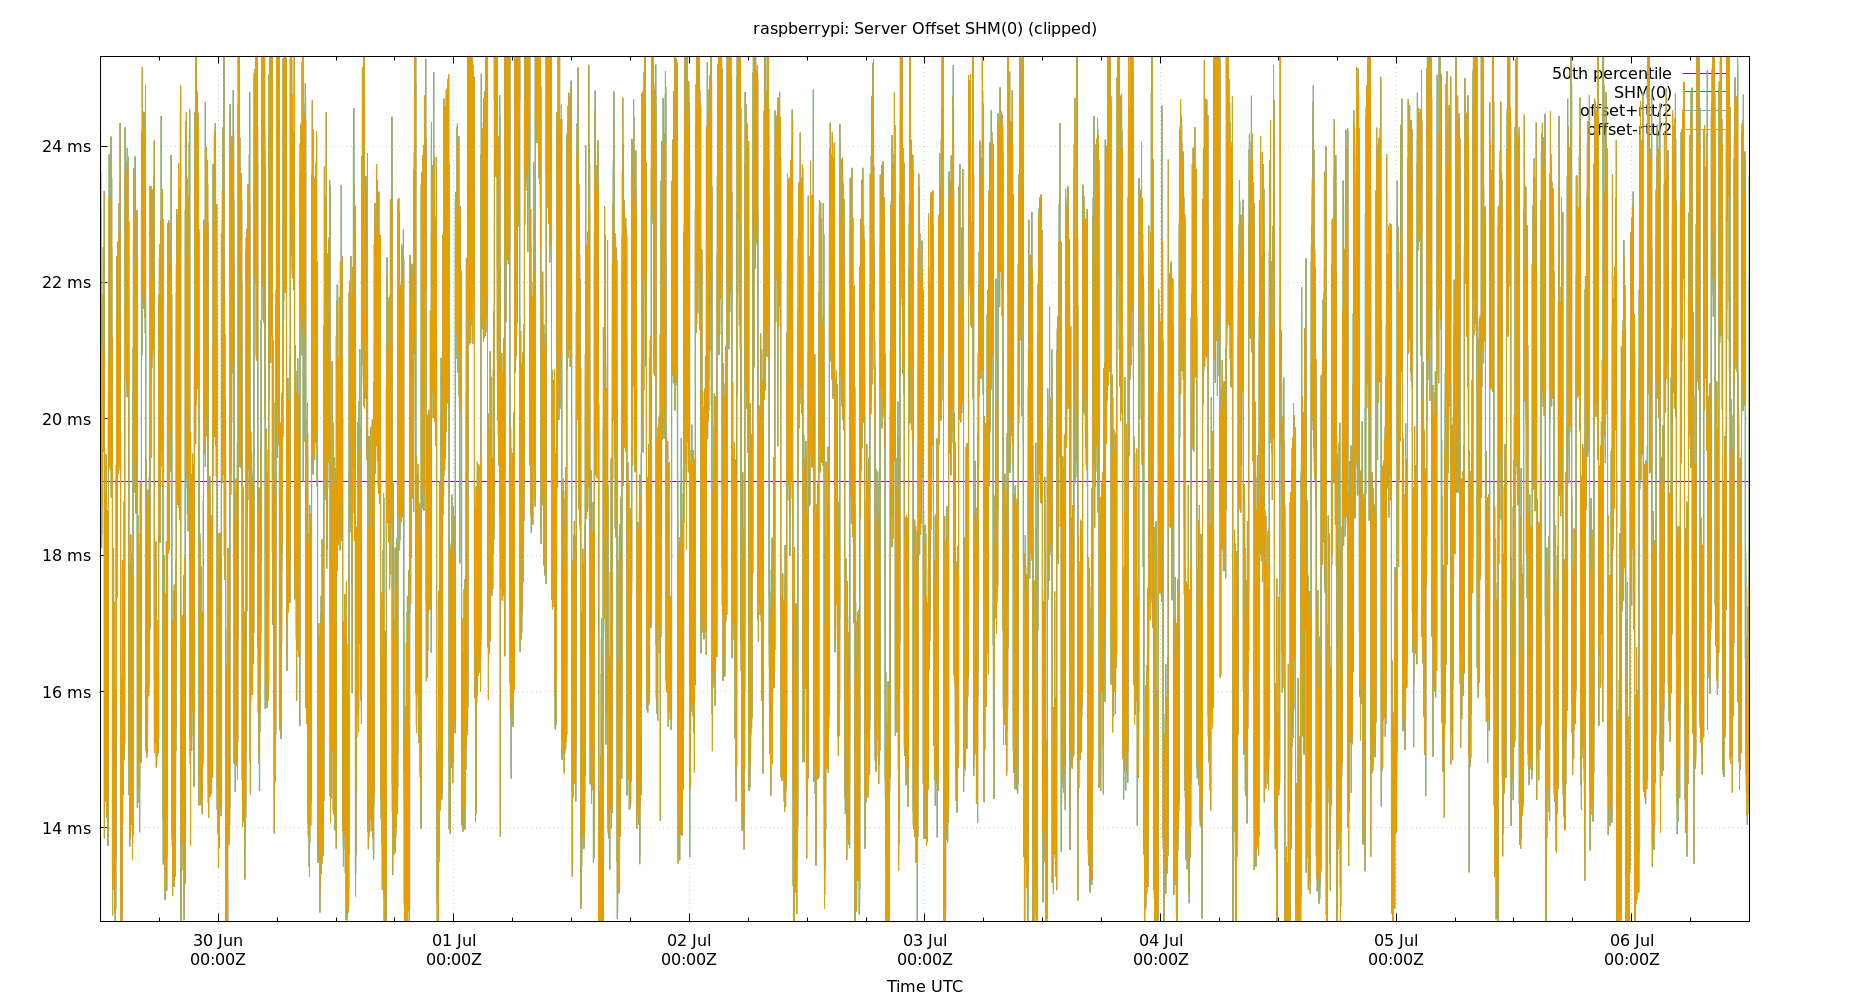 raspberrypi: Server Offset SHM(0) (clipped)
50th percentile
SHM(0)
offset+rtt/2
offset-rtt/2
24 ms
22 ms
20 ms
18 ms
16 ms
14 ms
30 Jun 01 Jul 02 Jul 03 Jul 04 Jul 05 Jul 06 Jul
00:00Z 00:00Z 00:00Z 00:00Z 00:00Z 00:00Z 00:00Z
Time UTC